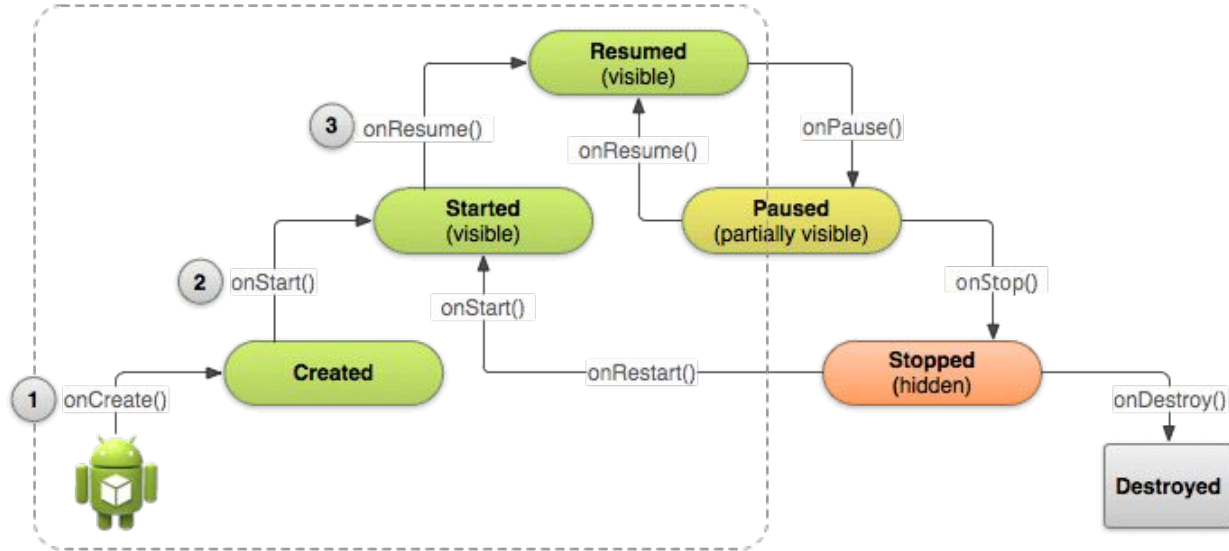 Resumed
(visible)
3
onResume()
onResume()
onPause()
Started
(visible)
Paused
(partially visible)
2
onStart()
onStart()
onStop()
Created
onRestart()
Stopped
(hidden)
1
onCreate()
onDestroy()
Destroyed